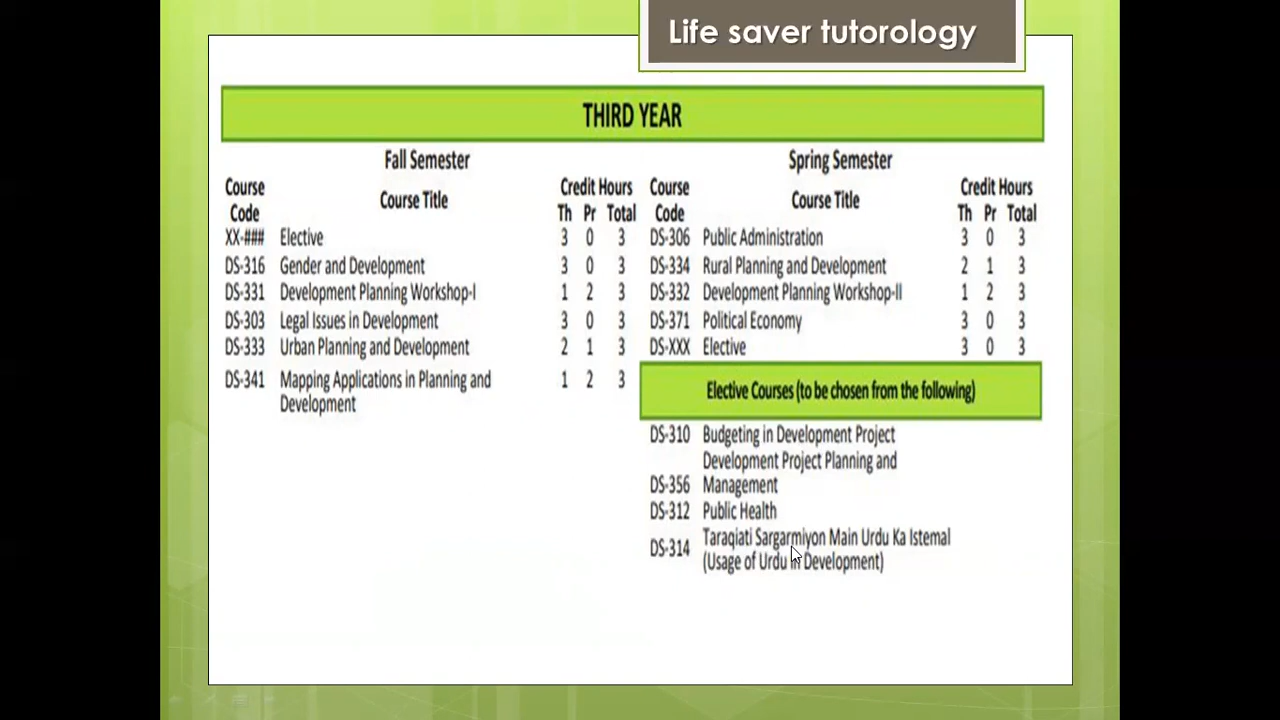 Life saver tutorology
THIRD YEAR
Fall Semester
Course Code Course Title Credit Hours
Th Pr Total
XX-### Elective 3 0 3
DS-316 Gender and Development 3 0 3
DS-331 Development Planning Workshop-I 1 2 3
DS-303 Legal Issues in Development 3 0 3
DS-333 Urban Planning and Development 2 1 3
DS-341 Mapping Applications in Planning and 1 2 3
Development
Spring Semester
Course Code Course Title Credit Hours
Th Pr Total
DS-306 Public Administration 3 0 3
DS-334 Rural Planning and Development 2 1 3
DS-332 Development Planning Workshop-II 1 2 3
DS-371 Political Economy 3 0 3
DS-XXX Elective 3 0 3
Elective Courses (to be chosen from the following)
DS-310 Budgeting in Development Project
Development Project Planning and
DS-356 Management
DS-312 Public Health
DS-314 Taraqiati Sargarmiyon Main Urdu Ka Istemal
(Usage of Urdu in Development)